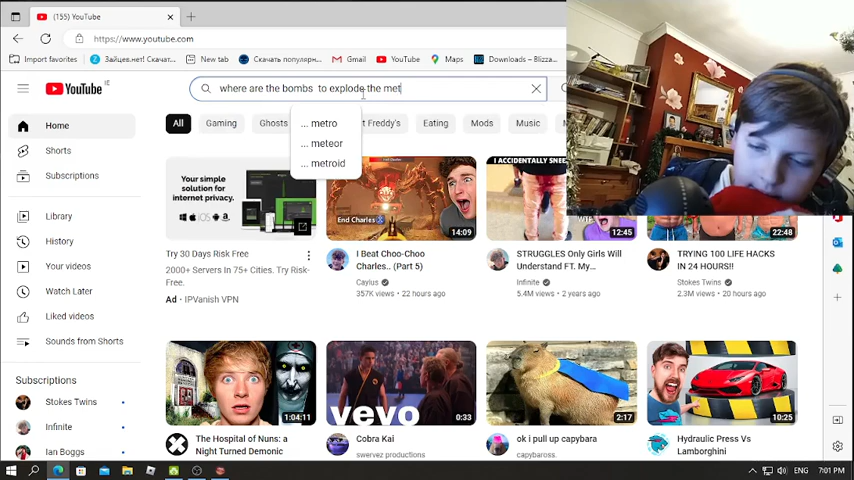 (155) YouTube
https://www.youtube.com
Import favorites
Зайцев.нет! Скачат...
New tab
Скачать популярны...
Gmail
YouTube
Maps
Downloads – Blizza...
YouTube
IE
where are the bombs to explode the met
... metro
... meteor
... metroid
All
Gaming
Ghosts
t Freddy's
Eating
Mods
Music
Home
Shorts
Subscriptions
Library
History
Your videos
Watch Later
Liked videos
Sounds from Shorts
Subscriptions
Stokes Twins
Infinite
Ian Boggs
Your simple
solution for
internet privacy
Try 30 Days Risk Free
2000+ Servers In 75+ Cities. Try Risk-
Free.
Ad • IPVanish VPN
End Charles
14:09
I Beat Choo-Choo
Charles.. (Part 5)
Caylus
357K views • 22 hours ago
I ACCIDENTALLY SNEE
12:45
STRUGGLES Only Girls Will
Understand FT. My...
Infinite
5.4M views • 2 years ago
22:48
TRYING 100 LIFE HACKS
IN 24 HOURS!!
Stokes Twins
2.3M views • 20 hours ago
1:04:11
The Hospital of Nuns: a
Night Turned Demonic
vevo
0:33
Cobra Kai
swervez productions
2:17
ok i pull up capybara
10:25
Hydraulic Press Vs
Lamborghini
ENG
7:01 PM